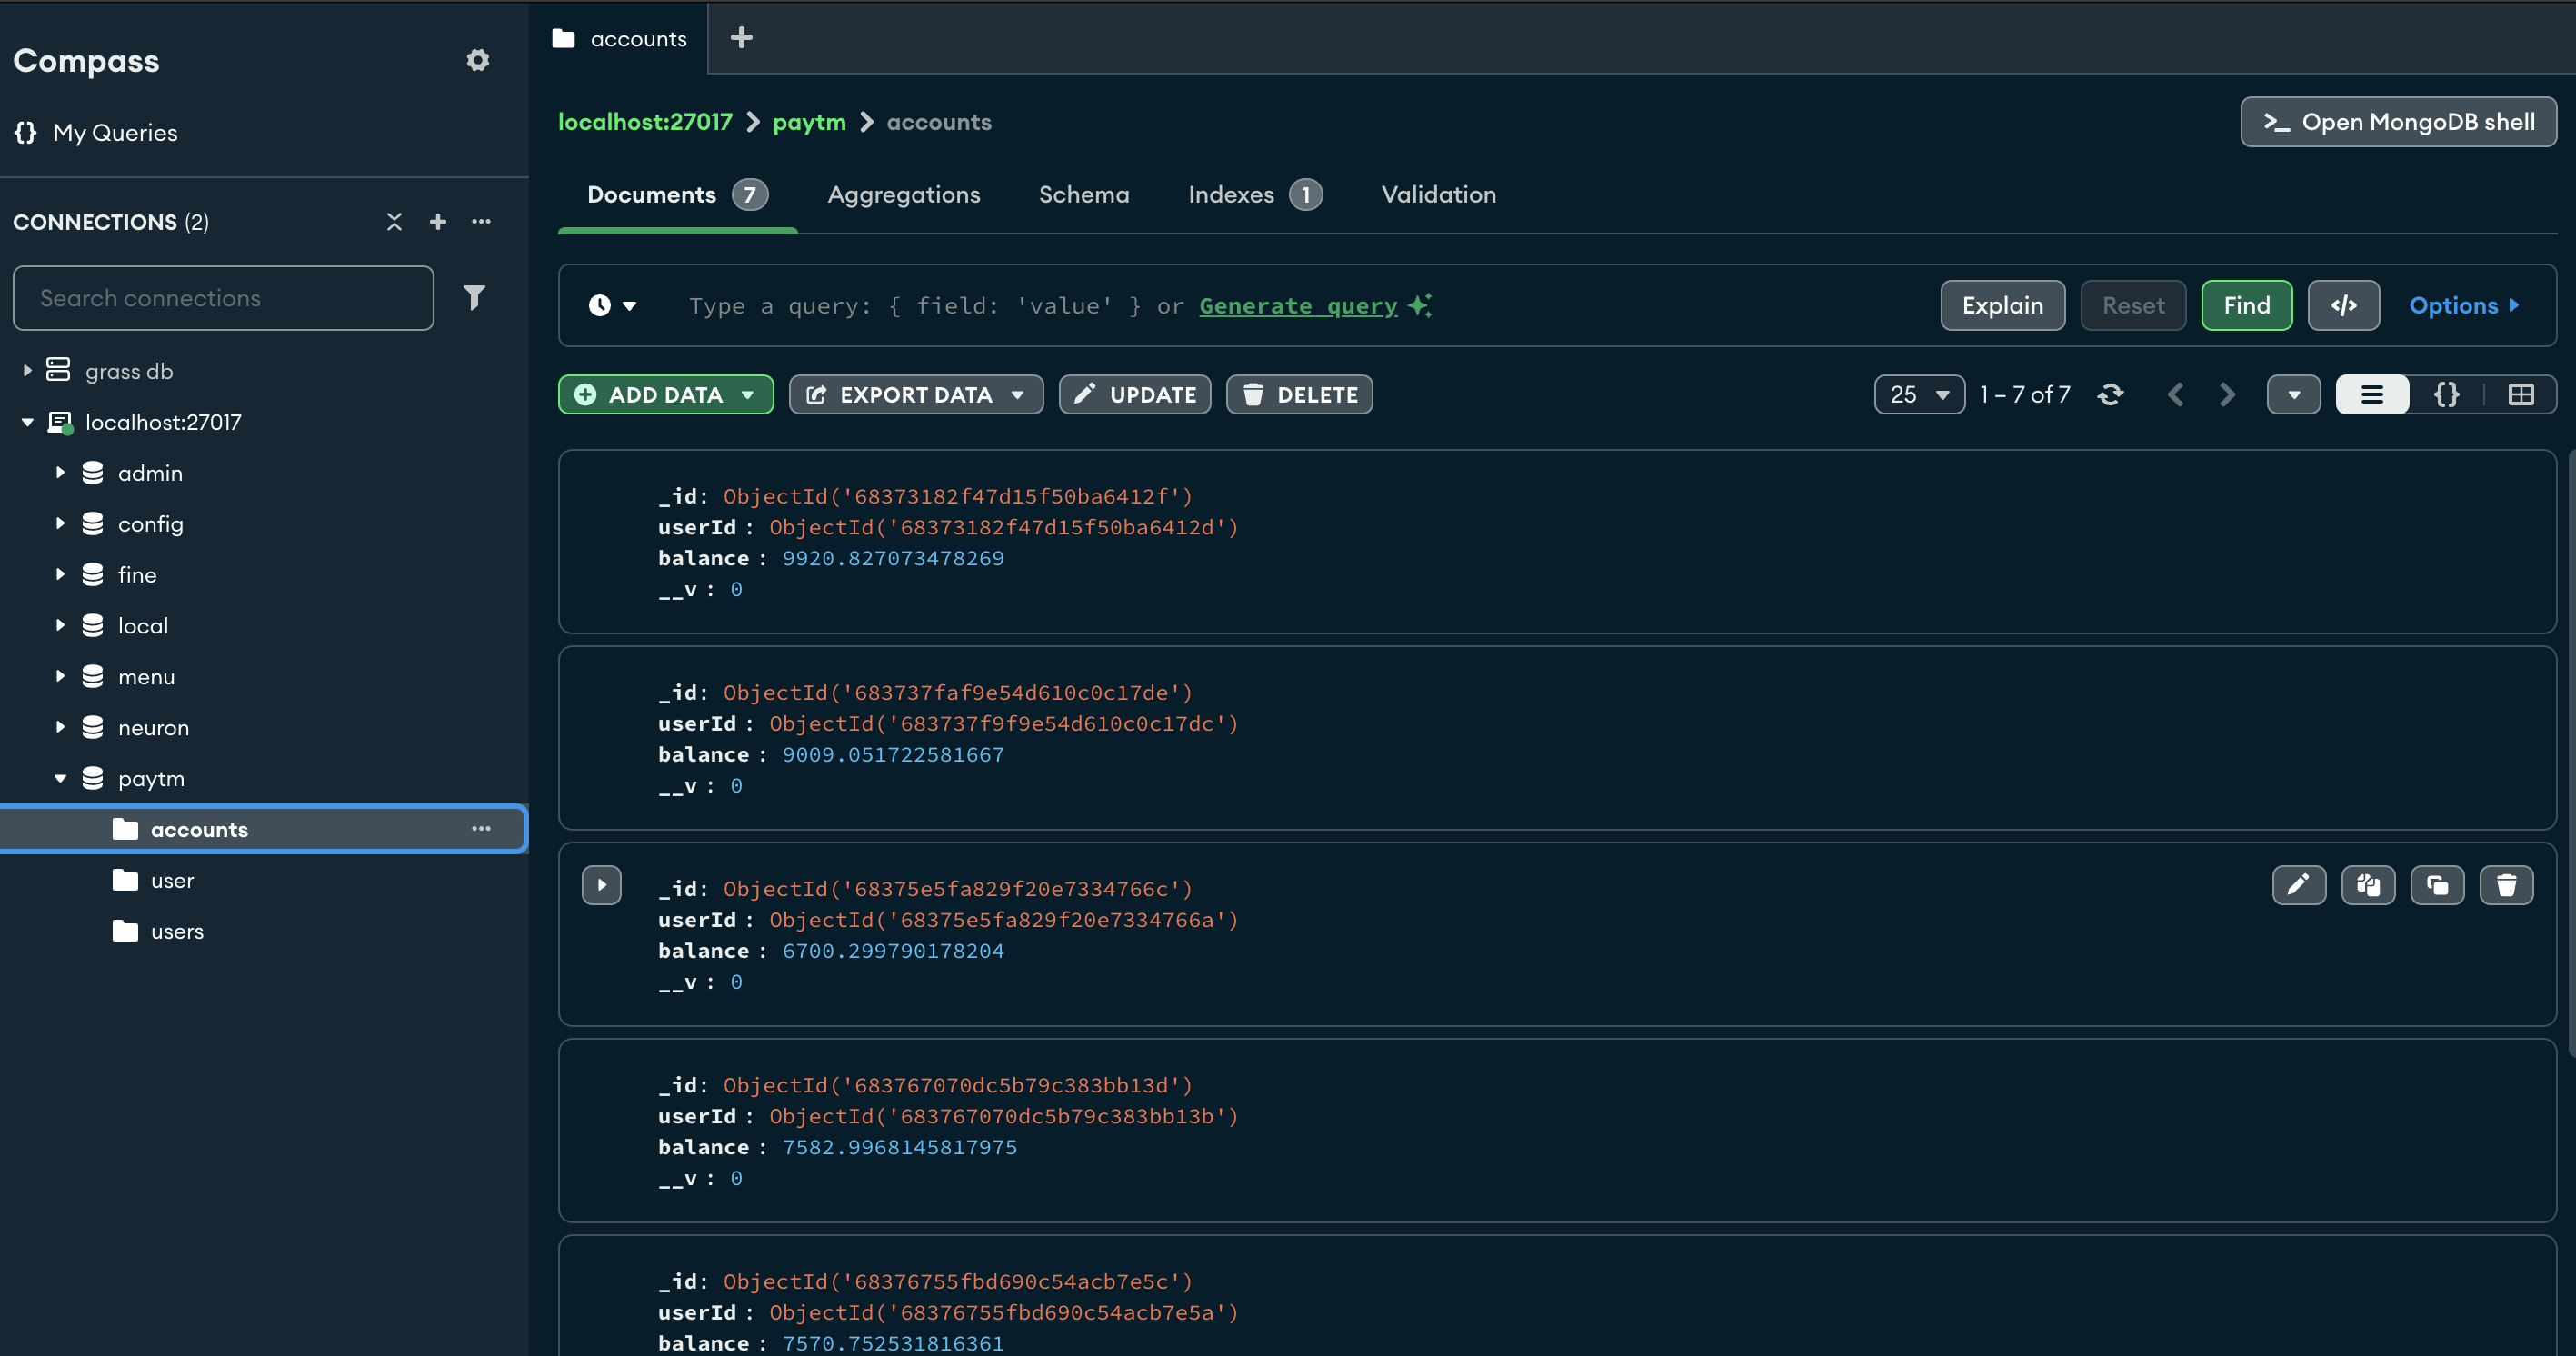 Compass
My Queries
CONNECTIONS (2)
Search connections
grass db
localhost:27017
admin
config
fine
local
menu
neuron
paytm
accounts
user
users
accounts
localhost:27017 > paytm > accounts
>_ Open MongoDB shell
Documents 7 Aggregations Schema Indexes 1 Validation
Type a query: { field: 'value' } or Generate query
Explain Reset Find </> Options
ADD DATA EXPORT DATA UPDATE DELETE
25 1 – 7 of 7 {}
_id: ObjectId('68373182f47d15f50ba6412f')
userId : ObjectId('68373182f47d15f50ba6412d')
balance : 9920.827073478269
__v : 0
_id: ObjectId('683737faf9e54d610c0c17de')
userId : ObjectId('683737f9f9e54d610c0c17dc')
balance : 9009.051722581667
__v : 0
_id: ObjectId('68375e5fa829f20e7334766c')
userId : ObjectId('68375e5fa829f20e7334766a')
balance : 6700.299790178204
__v : 0
_id: ObjectId('683767070dc5b79c383bb13d')
userId : ObjectId('683767070dc5b79c383bb13b')
balance : 7582.9968145817975
__v : 0
_id: ObjectId('68376755fbd690c54acb7e5c')
userId : ObjectId('68376755fbd690c54acb7e5a')
balance : 7570.752531816361